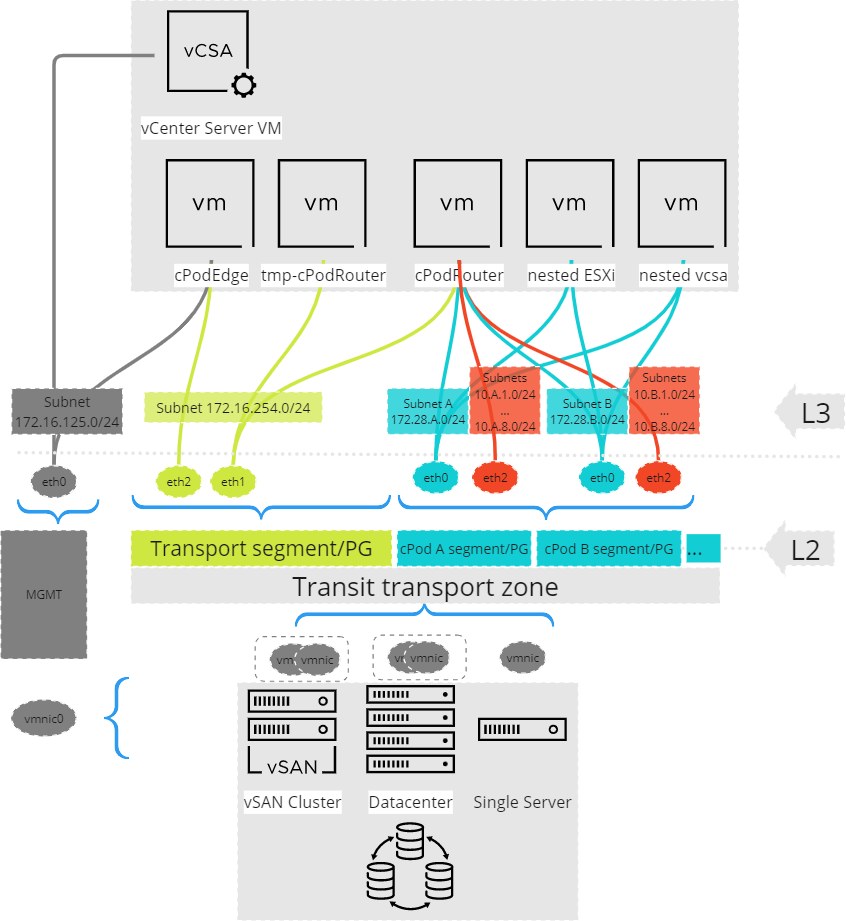 vCSA
vCenter Server VM
vm
vm
vm
vm
vm
cPodEdge
tmp-cPodRouter
cPodRouter
nested ESXi
nested vcsa
Subnet
172.16.125.0/24
Subnet 172.16.254.0/24
Subnet A
172.28.A.0/24
Subnets
10.A.1.0/24
...
10.A.8.0/24
Subnet B
172.28.B.0/24
Subnets
10.B.1.0/24
...
10.B.8.0/24
L3
eth0
eth2
eth1
eth0
eth2
eth0
eth2
MGMT
Transport segment/PG
cPod A segment/PG
cPod B segment/PG
...
L2
Transit transport zone
vm
vmnic
vmnic
vmnic
vmnic0
vSAN
vSAN Cluster
Datacenter
Single Server